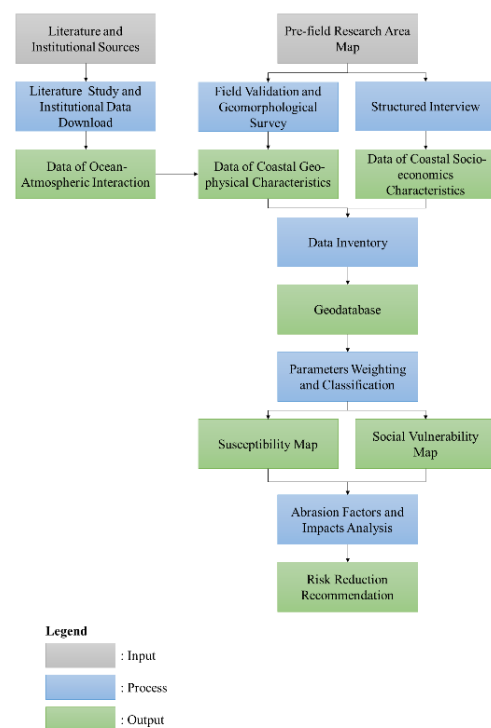 Literature and
Institutional Sources
Pre-field Research Area
Map
Literature Study and
Institutional Data
Download
Field Validation and
Geomorphological
Survey
Structured Interview
Data of Ocean-
Atmospheric Interaction
Data of Coastal Geo-
physical Characteristics
Data of Coastal Socio-
economics
Characteristics
Data Inventory
Geodatabase
Parameters Weighting
and Classification
Susceptibility Map
Social Vulnerability
Map
Abrasion Factors and
Impacts Analysis
Risk Reduction
Recommendation
Legend
: Input
: Process
: Output